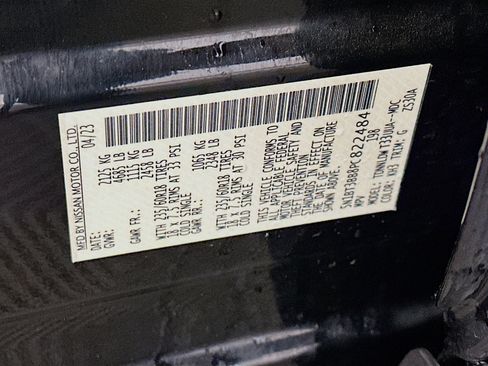 MFD BY NISSAN MOTOR CO., LTD.
DATE: 04/23
GVWR: 2125 KG
4685 LB
GAWR FR.: 1115 KG
2458 LB
WITH 235/60R18 TIRES
18 X 7.5 RIMS AT 33 PSI
COLD SINGLE
GAWR RR.: 1065 KG
2348 LB
WITH 235/60R18 TIRES
18 X 7.5 RIMS AT 30 PSI
COLD SINGLE
THIS VEHICLE CONFORMS TO
ALL APPLICABLE FEDERAL
MOTOR VEHICLE SAFETY AND
THEFT PREVENTION
STANDARDS IN EFFECT ON
THE DATE OF MANUFACTURE
SHOWN ABOVE.
822484
MPV 198
MODEL
COLOR: KH3 TRIM: G ZS30A